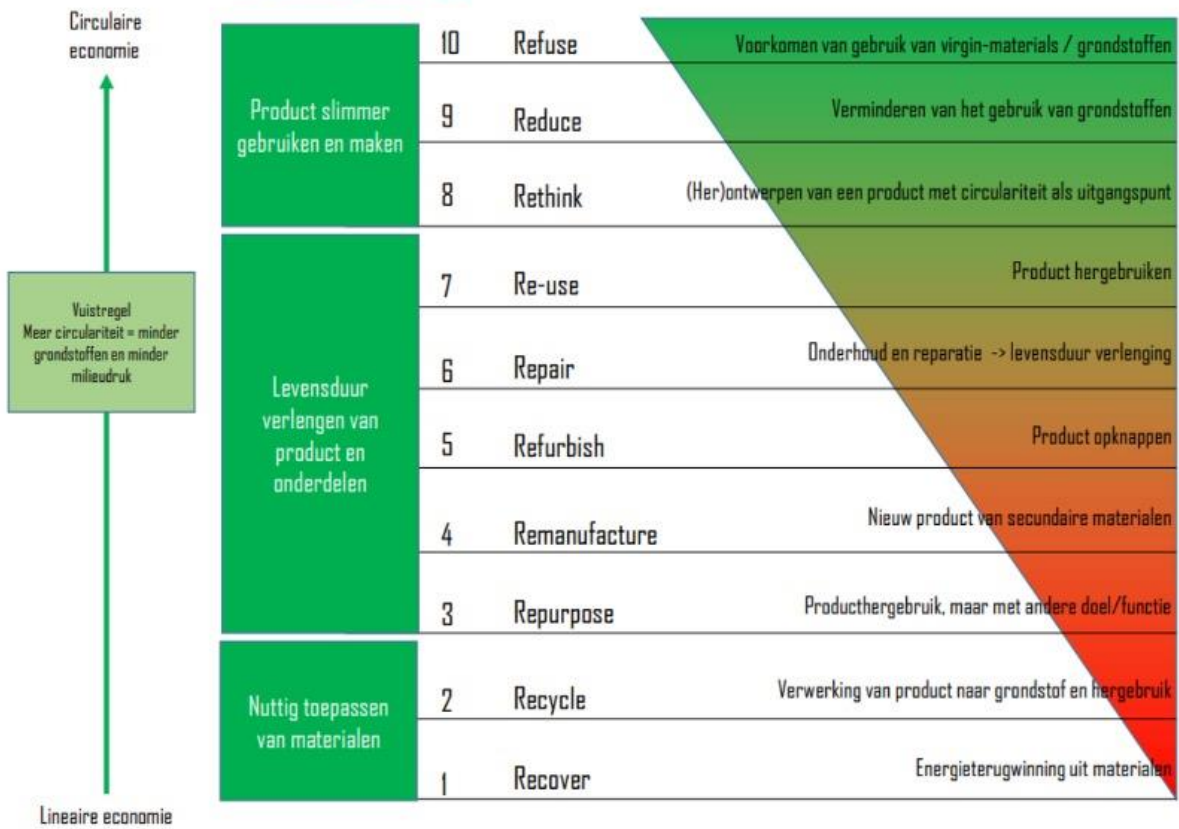 Circulaire
economie
Vuistregel
Meer circulariteit = minder
grondstoffen en minder
milieudruk
Lineaire economie
Product slimmer
gebruiken en maken
10 Refuse Voorkomen van gebruik van virgin-materials / grondstoffen
9 Reduce Verminderen van het gebruik van grondstoffen
8 Rethink (Her)ontwerpen van een product met circulariteit als uitgangspunt
Levensduur
verlengen van
product en
onderdelen
7 Re-use Product hergebruiken
6 Repair Onderhoud en reparatie -> levensduur verlenging
5 Refurbish Product opknappen
4 Remanufacture Nieuw product van secundaire materialen
3 Repurpose Producthergebruik, maar met andere doel/functie
Nuttig toepassen
van materialen
2 Recycle Verwerking van product naar grondstof en hergebruik
1 Recover Energieterugwinning uit materialen